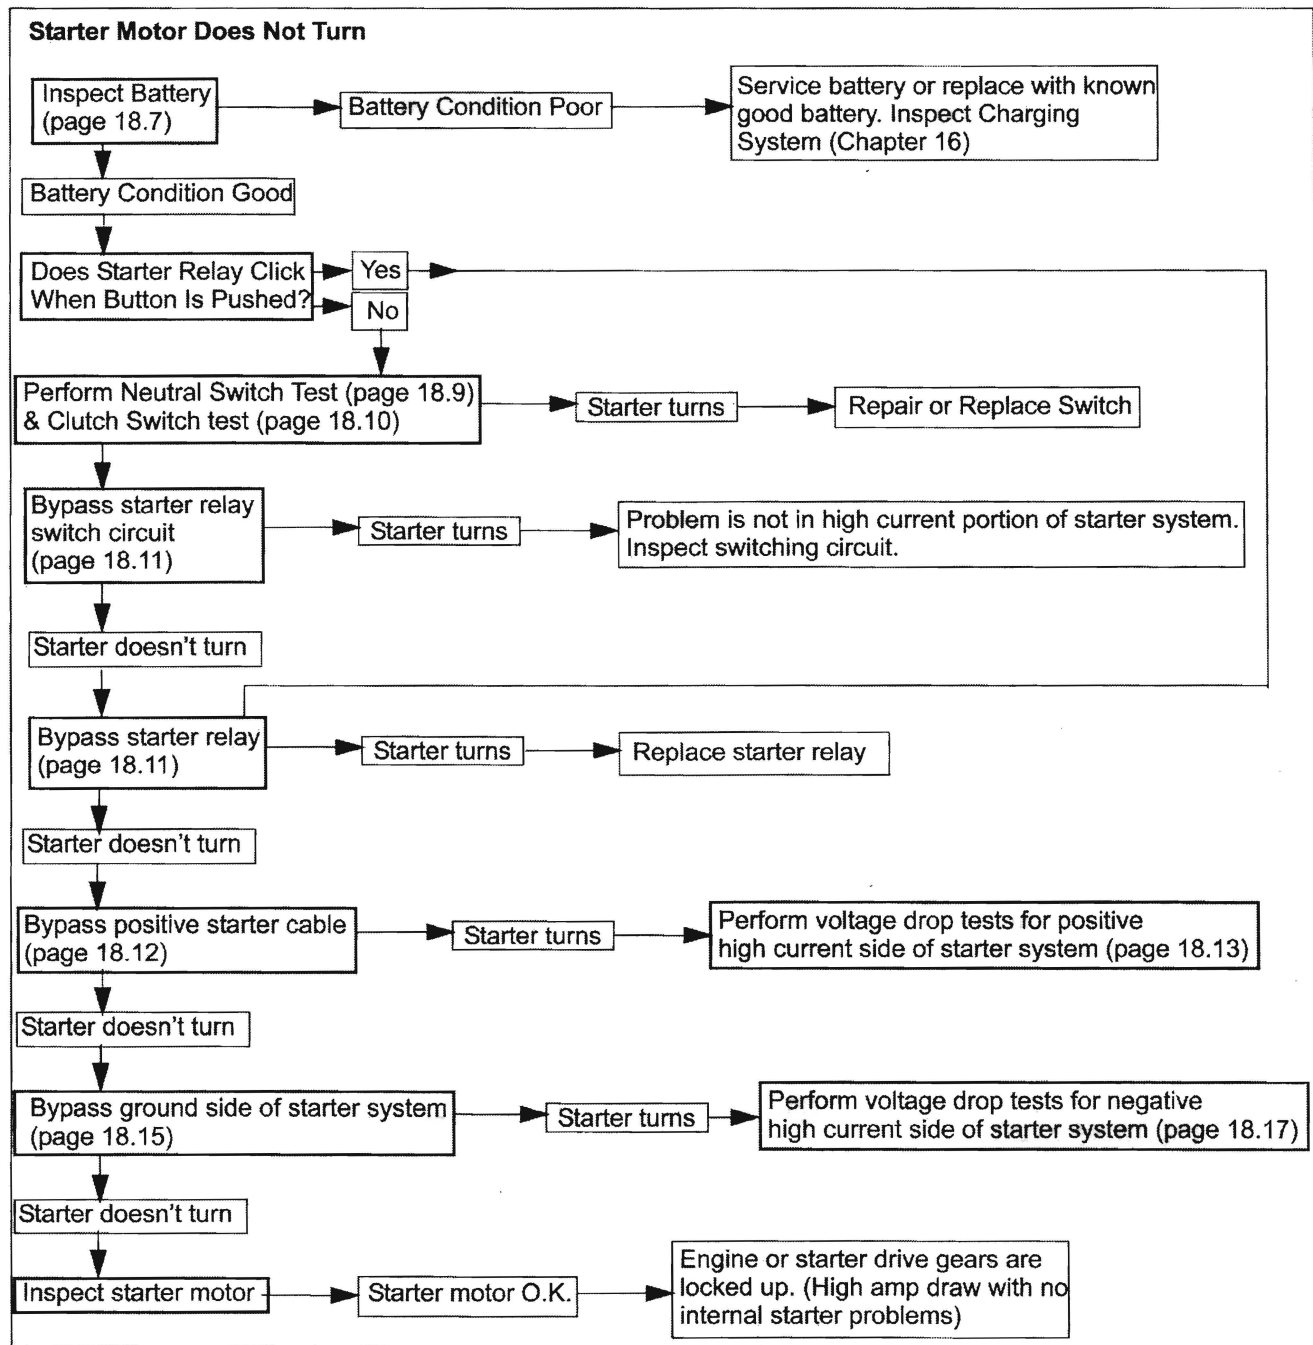 Starter Motor Does Not Turn
Inspect Battery
(page 18.7)
Battery Condition Poor
Service battery or replace with known
good battery. Inspect Charging
System (Chapter 16)
Battery Condition Good
Does Starter Relay Click
When Button Is Pushed?
Yes
No
Perform Neutral Switch Test (page 18.9)
& Clutch Switch test (page 18.10)
Starter turns
Repair or Replace Switch
Bypass starter relay
switch circuit
(page 18.11)
Starter turns
Problem is not in high current portion of starter system.
Inspect switching circuit.
Starter doesn't turn
Bypass starter relay
(page 18.11)
Starter turns
Replace starter relay
Starter doesn't turn
Bypass positive starter cable
(page 18.12)
Starter turns
Perform voltage drop tests for positive
high current side of starter system (page 18.13)
Starter doesn't turn
Bypass ground side of starter system
(page 18.15)
Starter turns
Perform voltage drop tests for negative
high current side of starter system (page 18.17)
Starter doesn't turn
Inspect starter motor
Starter motor O.K.
Engine or starter drive gears are
locked up. (High amp draw with no
internal starter problems)